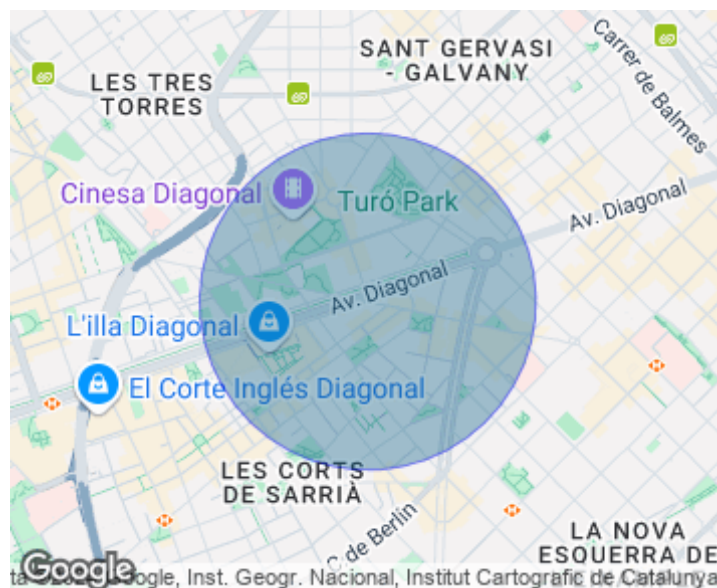 SANT GERVASI
- GALVANY
Carrer de Balmes
LES TRES
TORRES
Cinesa Diagonal
Turó Park
Av. Diagonal
Av. Diagonal
L'illa Diagonal
El Corte Inglés Diagonal
LES CORTS
DE SARRIÀ
C. de Berlín
LA NOVA
ESQUERRA DE
Google
Google, Inst. Geogr. Nacional, Institut Cartogràfic de Catalunya